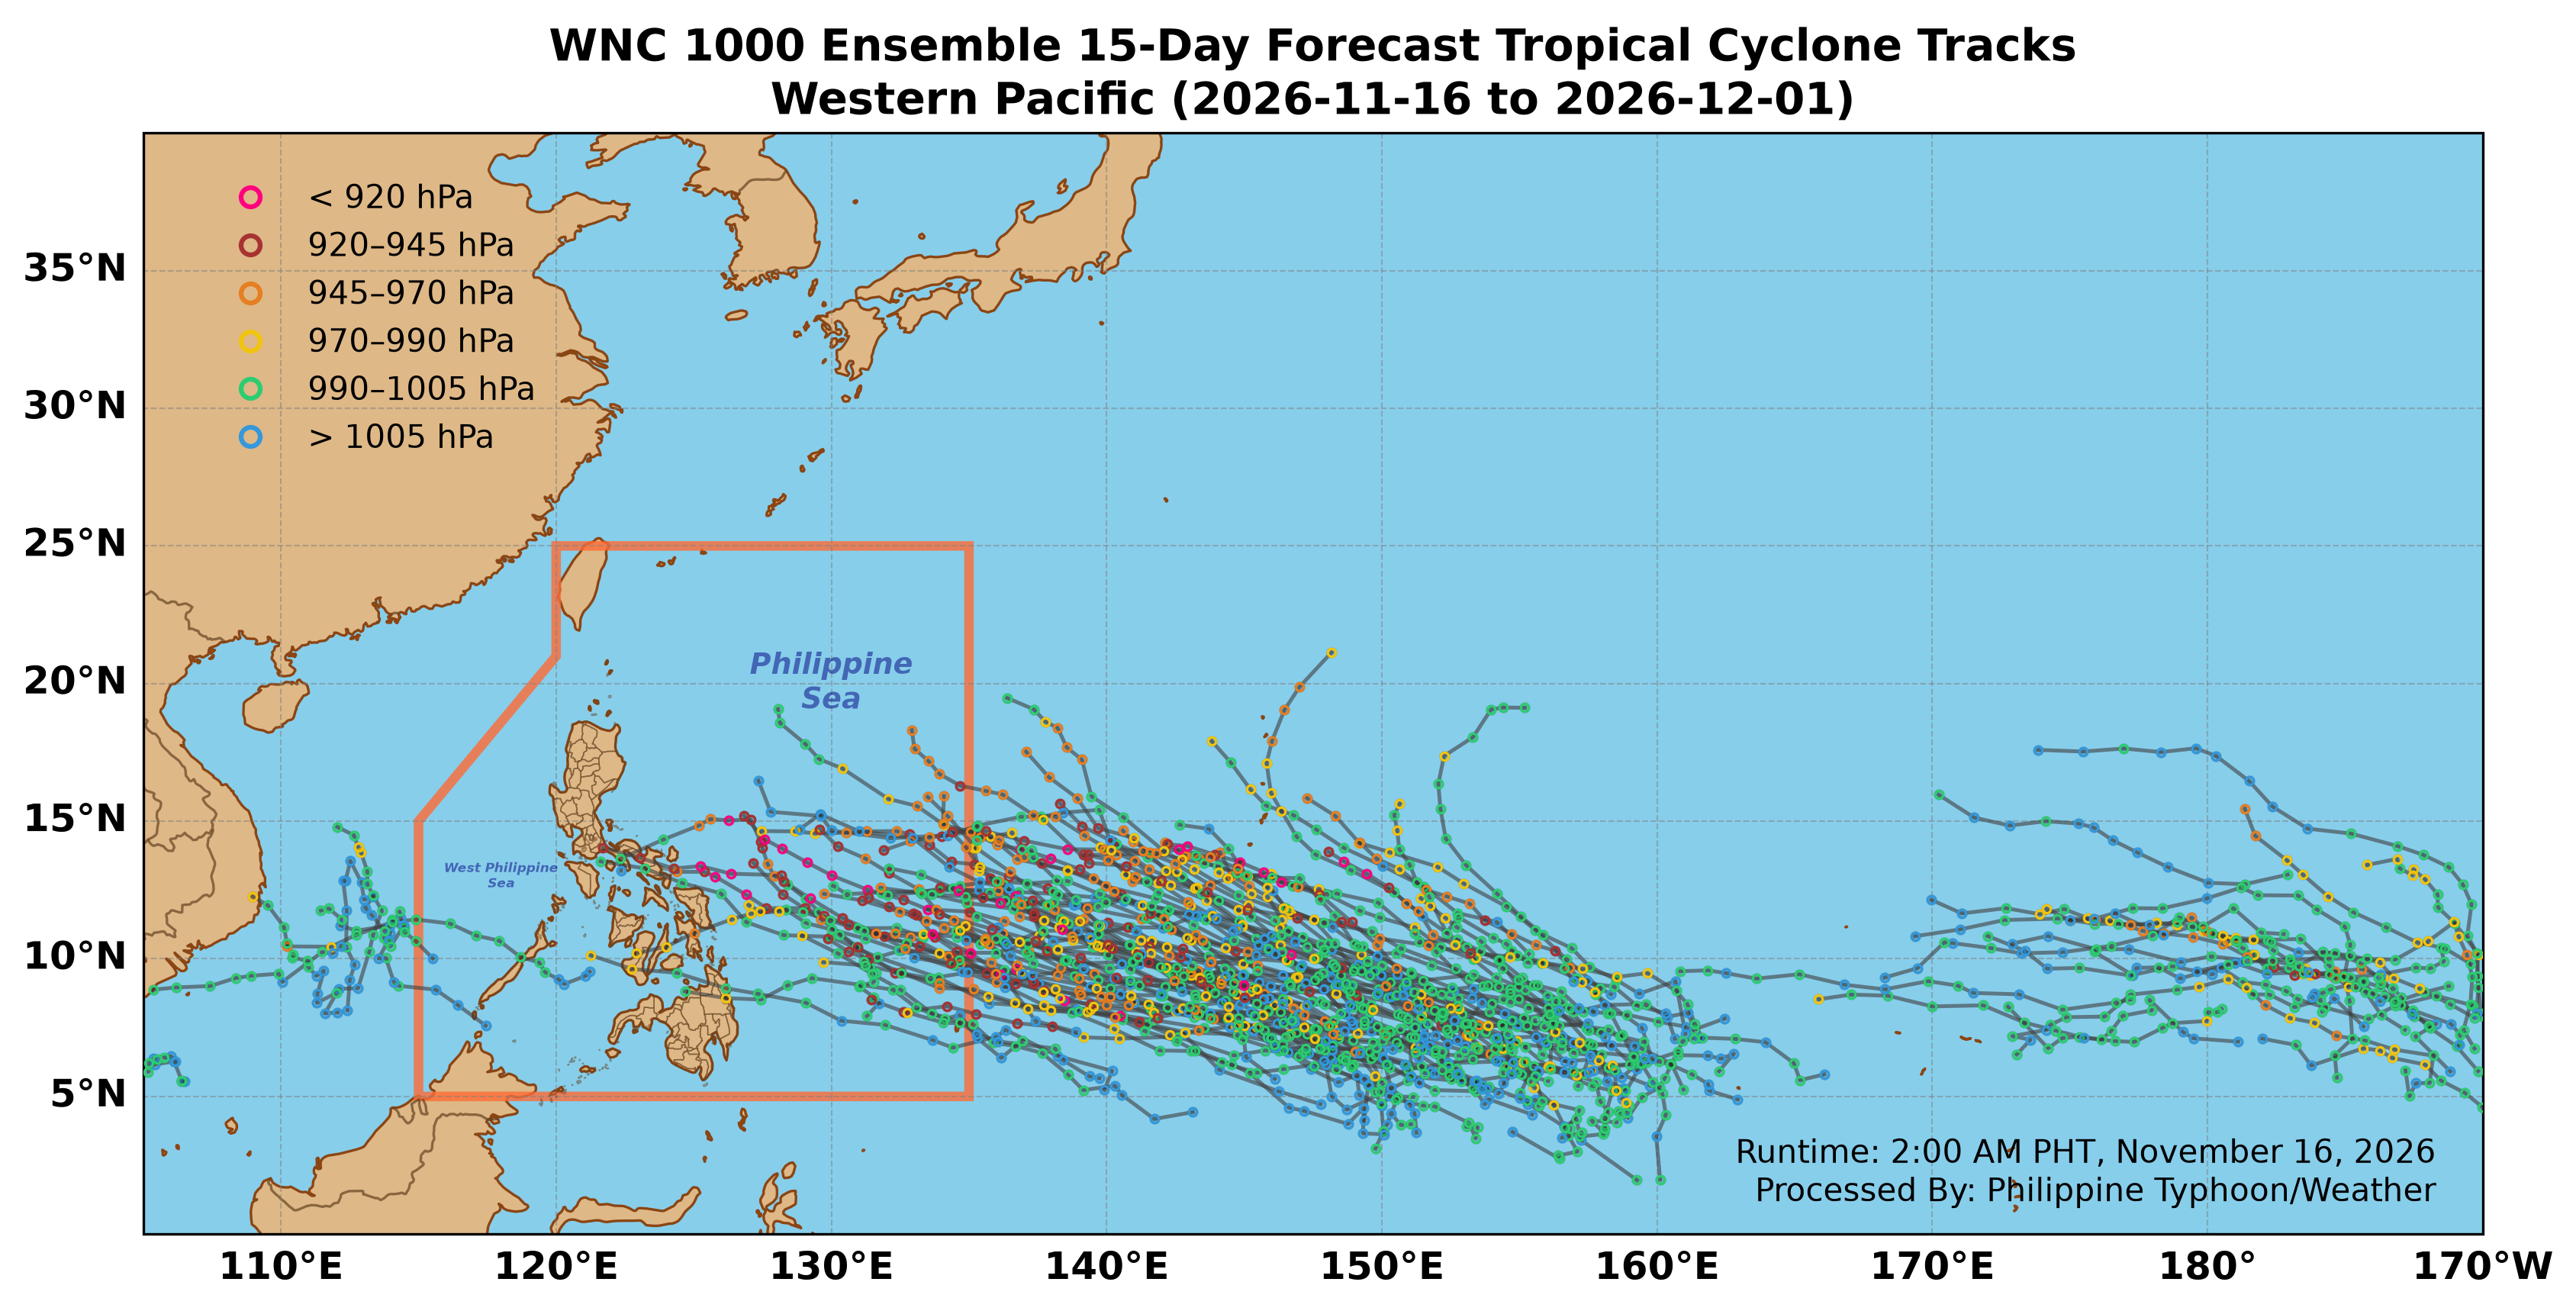 WNC 1000 Ensemble 15-Day Forecast Tropical Cyclone Tracks
Western Pacific (2026-11-16 to 2026-12-01)
< 920 hPa
920–945 hPa
945–970 hPa
970–990 hPa
990–1005 hPa
> 1005 hPa
35°N
30°N
25°N
20°N
15°N
10°N
5°N
Philippine
Sea
West Philippine
Sea
Runtime: 2:00 AM PHT, November 16, 2026
Processed By: Philippine Typhoon/Weather
110°E
120°E
130°E
140°E
150°E
160°E
170°E
180°
170°W